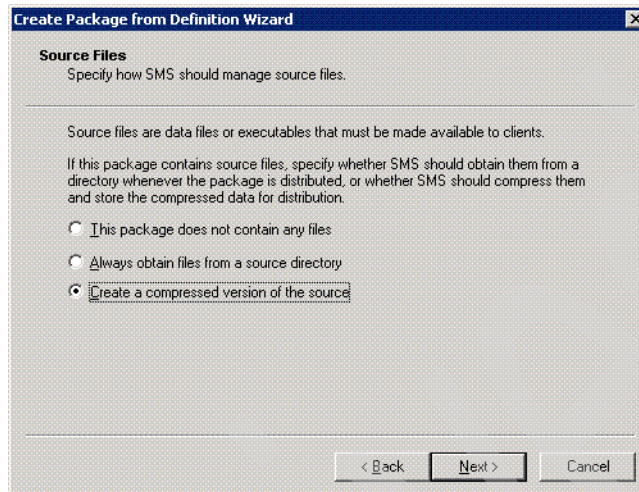 Create Package from Definition Wizard
Source Files
Specify how SMS should manage source files.
Source files are data files or executables that must be made available to clients.
If this package contains source files, specify whether SMS should obtain them from a
directory whenever the package is distributed, or whether SMS should compress them
and store the compressed data for distribution.
This package does not contain any files
Always obtain files from a source directory
Create a compressed version of the source
< Back
Next >
Cancel